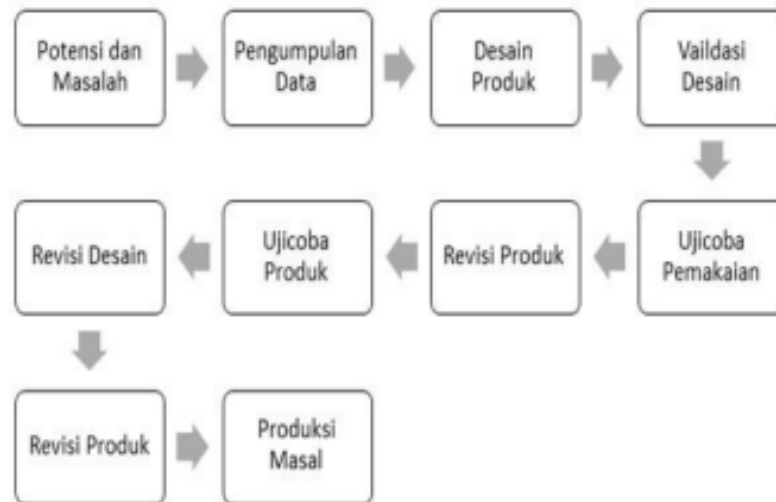 Potensi dan
Masalah
Pengumpulan
Data
Desain
Produk
Vaildasi
Desain
Ujicoba
Pemakaian
Revisi Produk
Ujicoba
Produk
Revisi Desain
Revisi Produk
Produksi
Masal